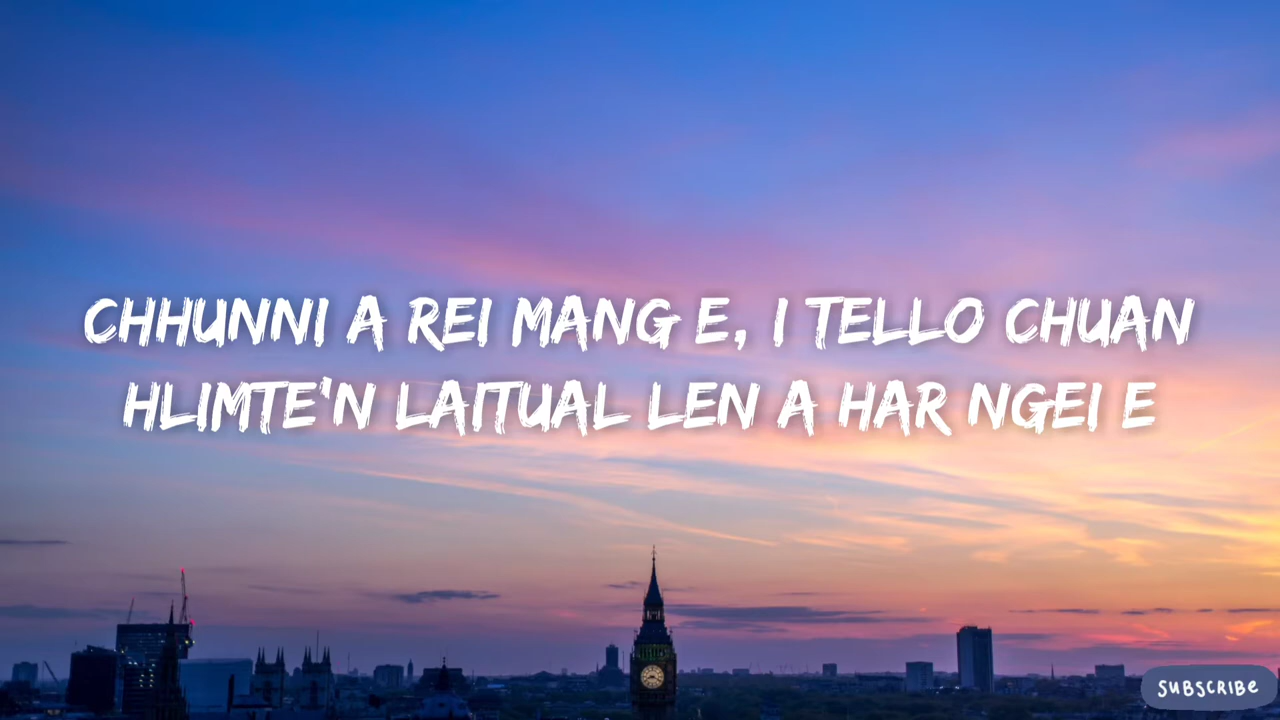 CHHUNNI A REI MANG E, I TELLO CHUAN
HLIMTE'N LAITUAL LEN A HAR NGEI E
SUBSCRIBE